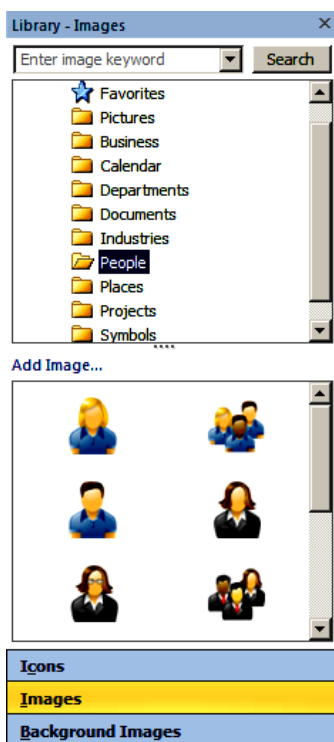 Library - Images
Enter image keyword Search
Favorites
Pictures
Business
Calendar
Departments
Documents
Industries
People
Places
Projects
Symbols
Add Image...
Icons
Images
Background Images